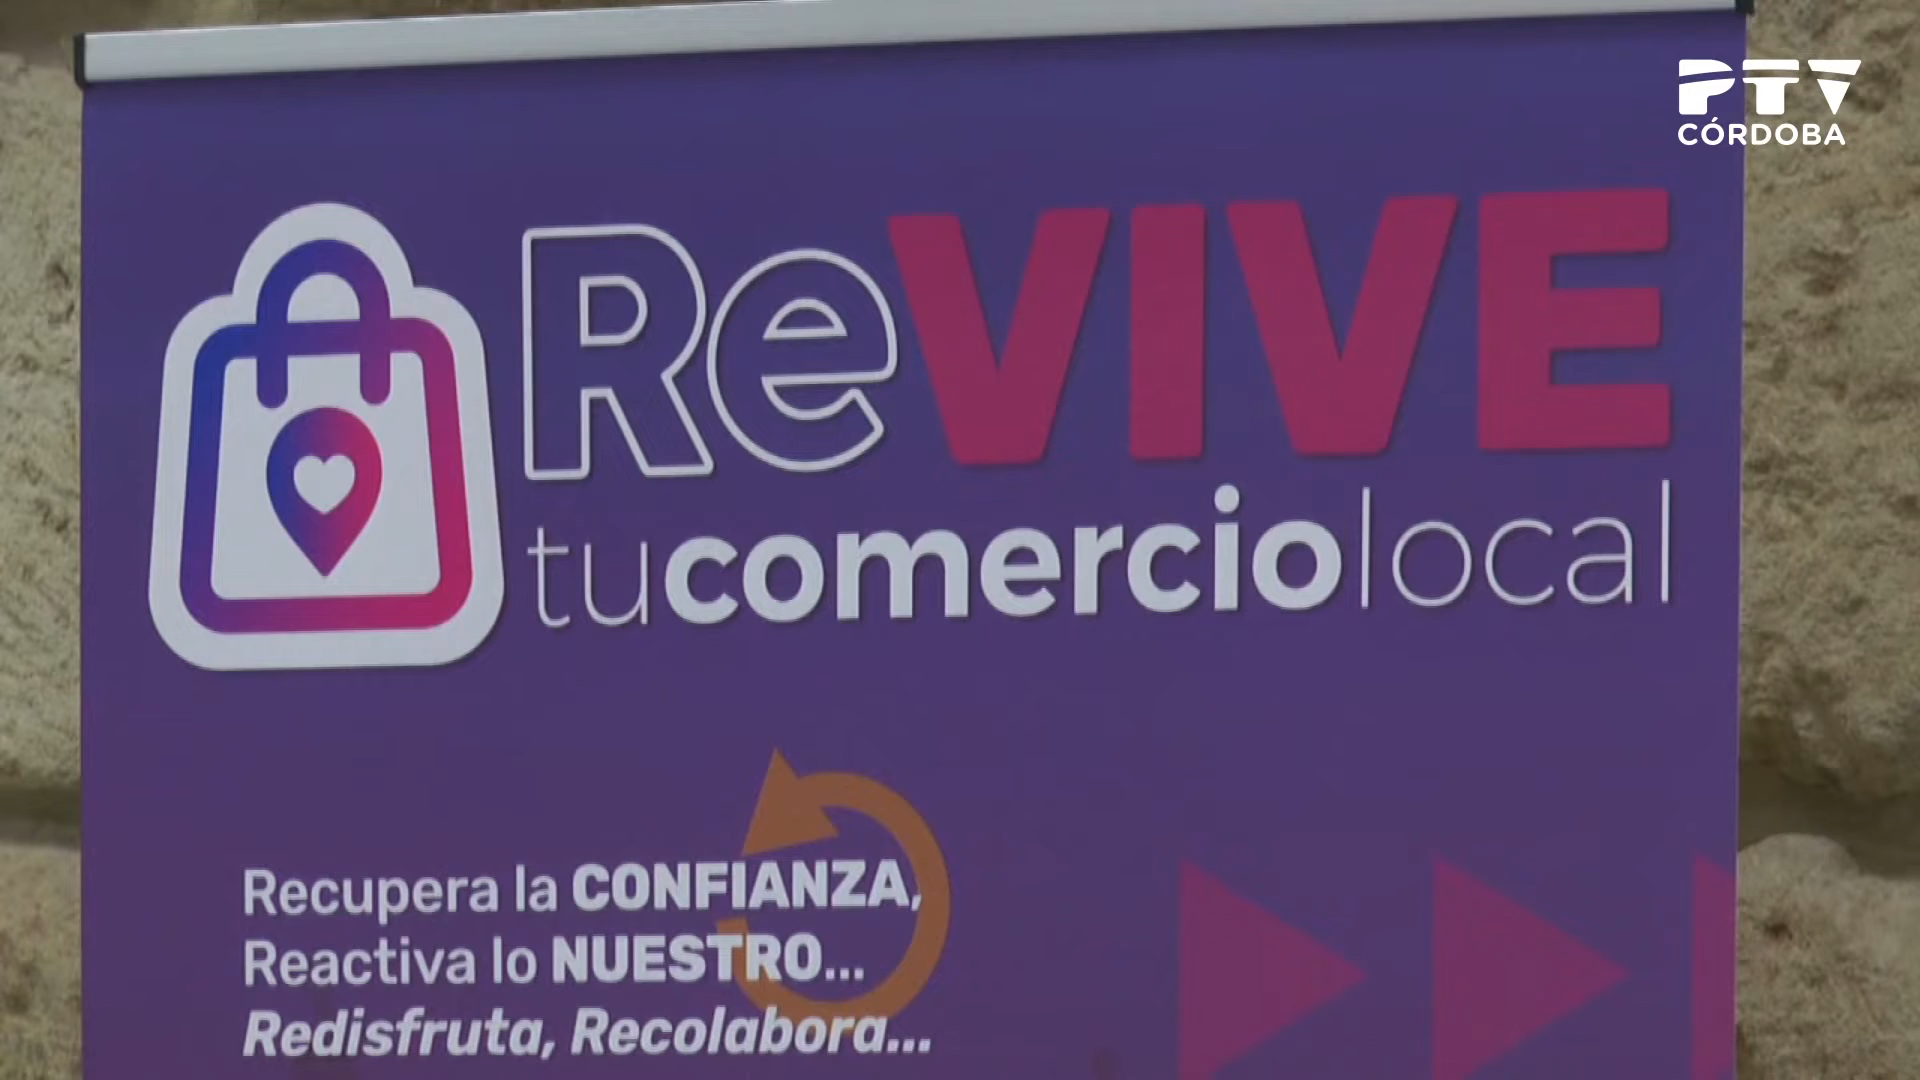 PTV
CÓRDOBA
ReVIVE
tucomerciolocal
Recupera la CONFIANZA,
Reactiva lo NUESTRO...
Redisfruta, Recolabora...